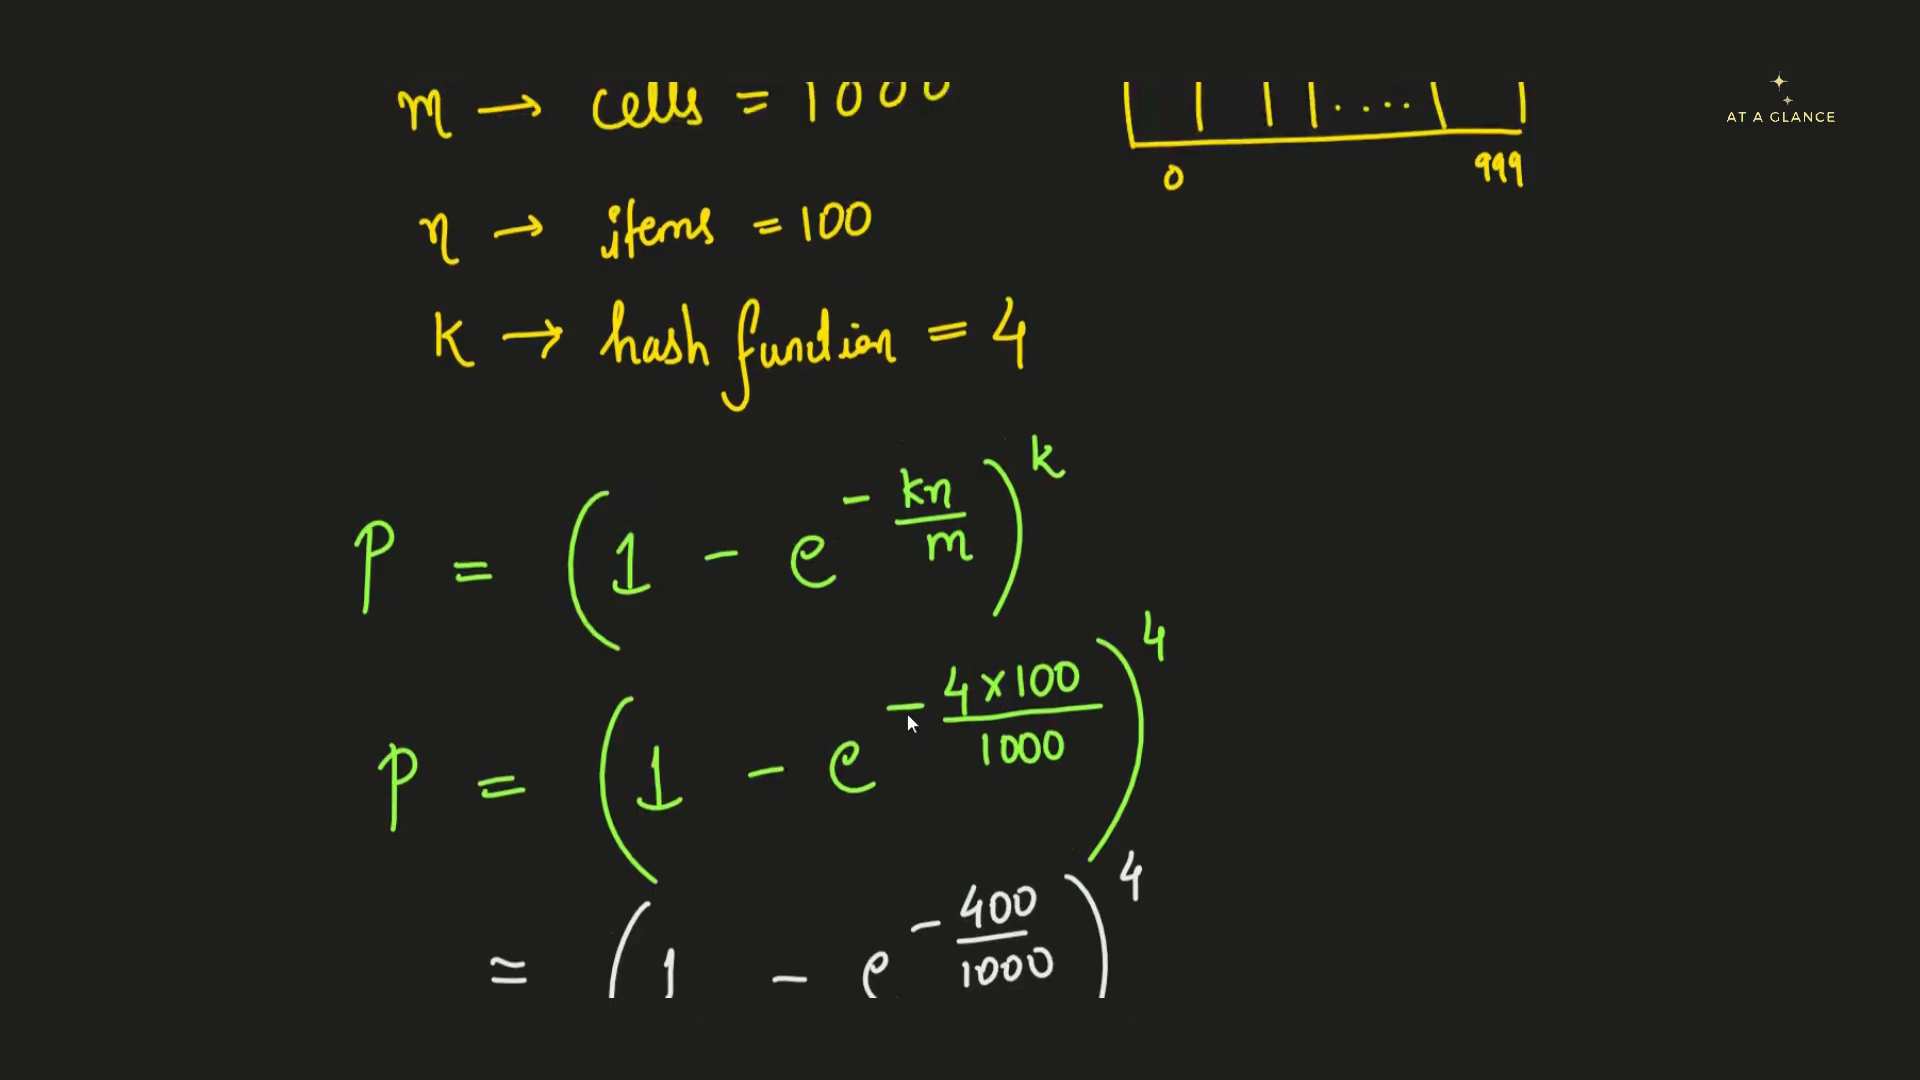 m → cells = 1000
AT A GLANCE
0 999
n → items = 100
k → hash function = 4
P = (1 - e^{-kn/m})^k
P = (1 - e^{-4×100/1000})^4
= (1 - e^{-400/1000})^4